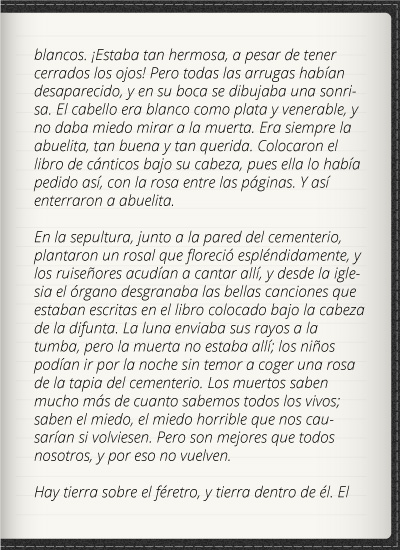 blancos. ¡Estaba tan hermosa, a pesar de tener
cerrados los ojos! Pero todas las arrugas habían
desaparecido, y en su boca se dibujaba una sonri-
sa. El cabello era blanco como plata y venerable, y
no daba miedo mirar a la muerta. Era siempre la
abuelita, tan buena y tan querida. Colocaron el
libro de cánticos bajo su cabeza, pues ella lo había
pedido así, con la rosa entre las páginas. Y así
enterraron a abuelita.
En la sepultura, junto a la pared del cementerio,
plantaron un rosal que floreció espléndidamente, y
los ruiseñores acudían a cantar allí, y desde la igle-
sia el órgano desgranaba las bellas canciones que
estaban escritas en el libro colocado bajo la cabeza
de la difunta. La luna enviaba sus rayos a la
tumba, pero la muerta no estaba allí; los niños
podían ir por la noche sin temor a coger una rosa
de la tapia del cementerio. Los muertos saben
mucho más de cuanto sabemos todos los vivos;
saben el miedo, el miedo horrible que nos cau-
sarían si volviesen. Pero son mejores que todos
nosotros, y por eso no vuelven.
Hay tierra sobre el féretro, y tierra dentro de él. El